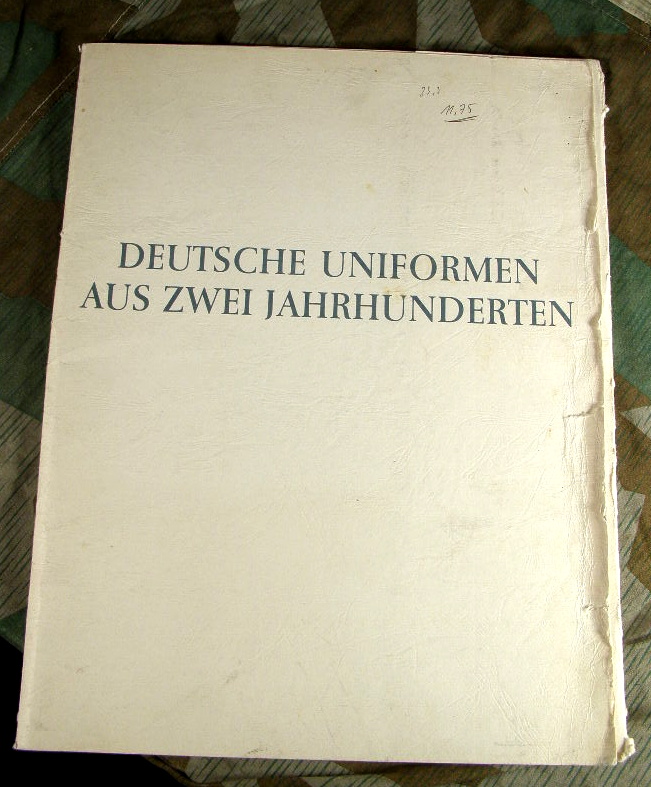 11,75
DEUTSCHE UNIFORMEN
AUS ZWEI JAHRHUNDERTEN